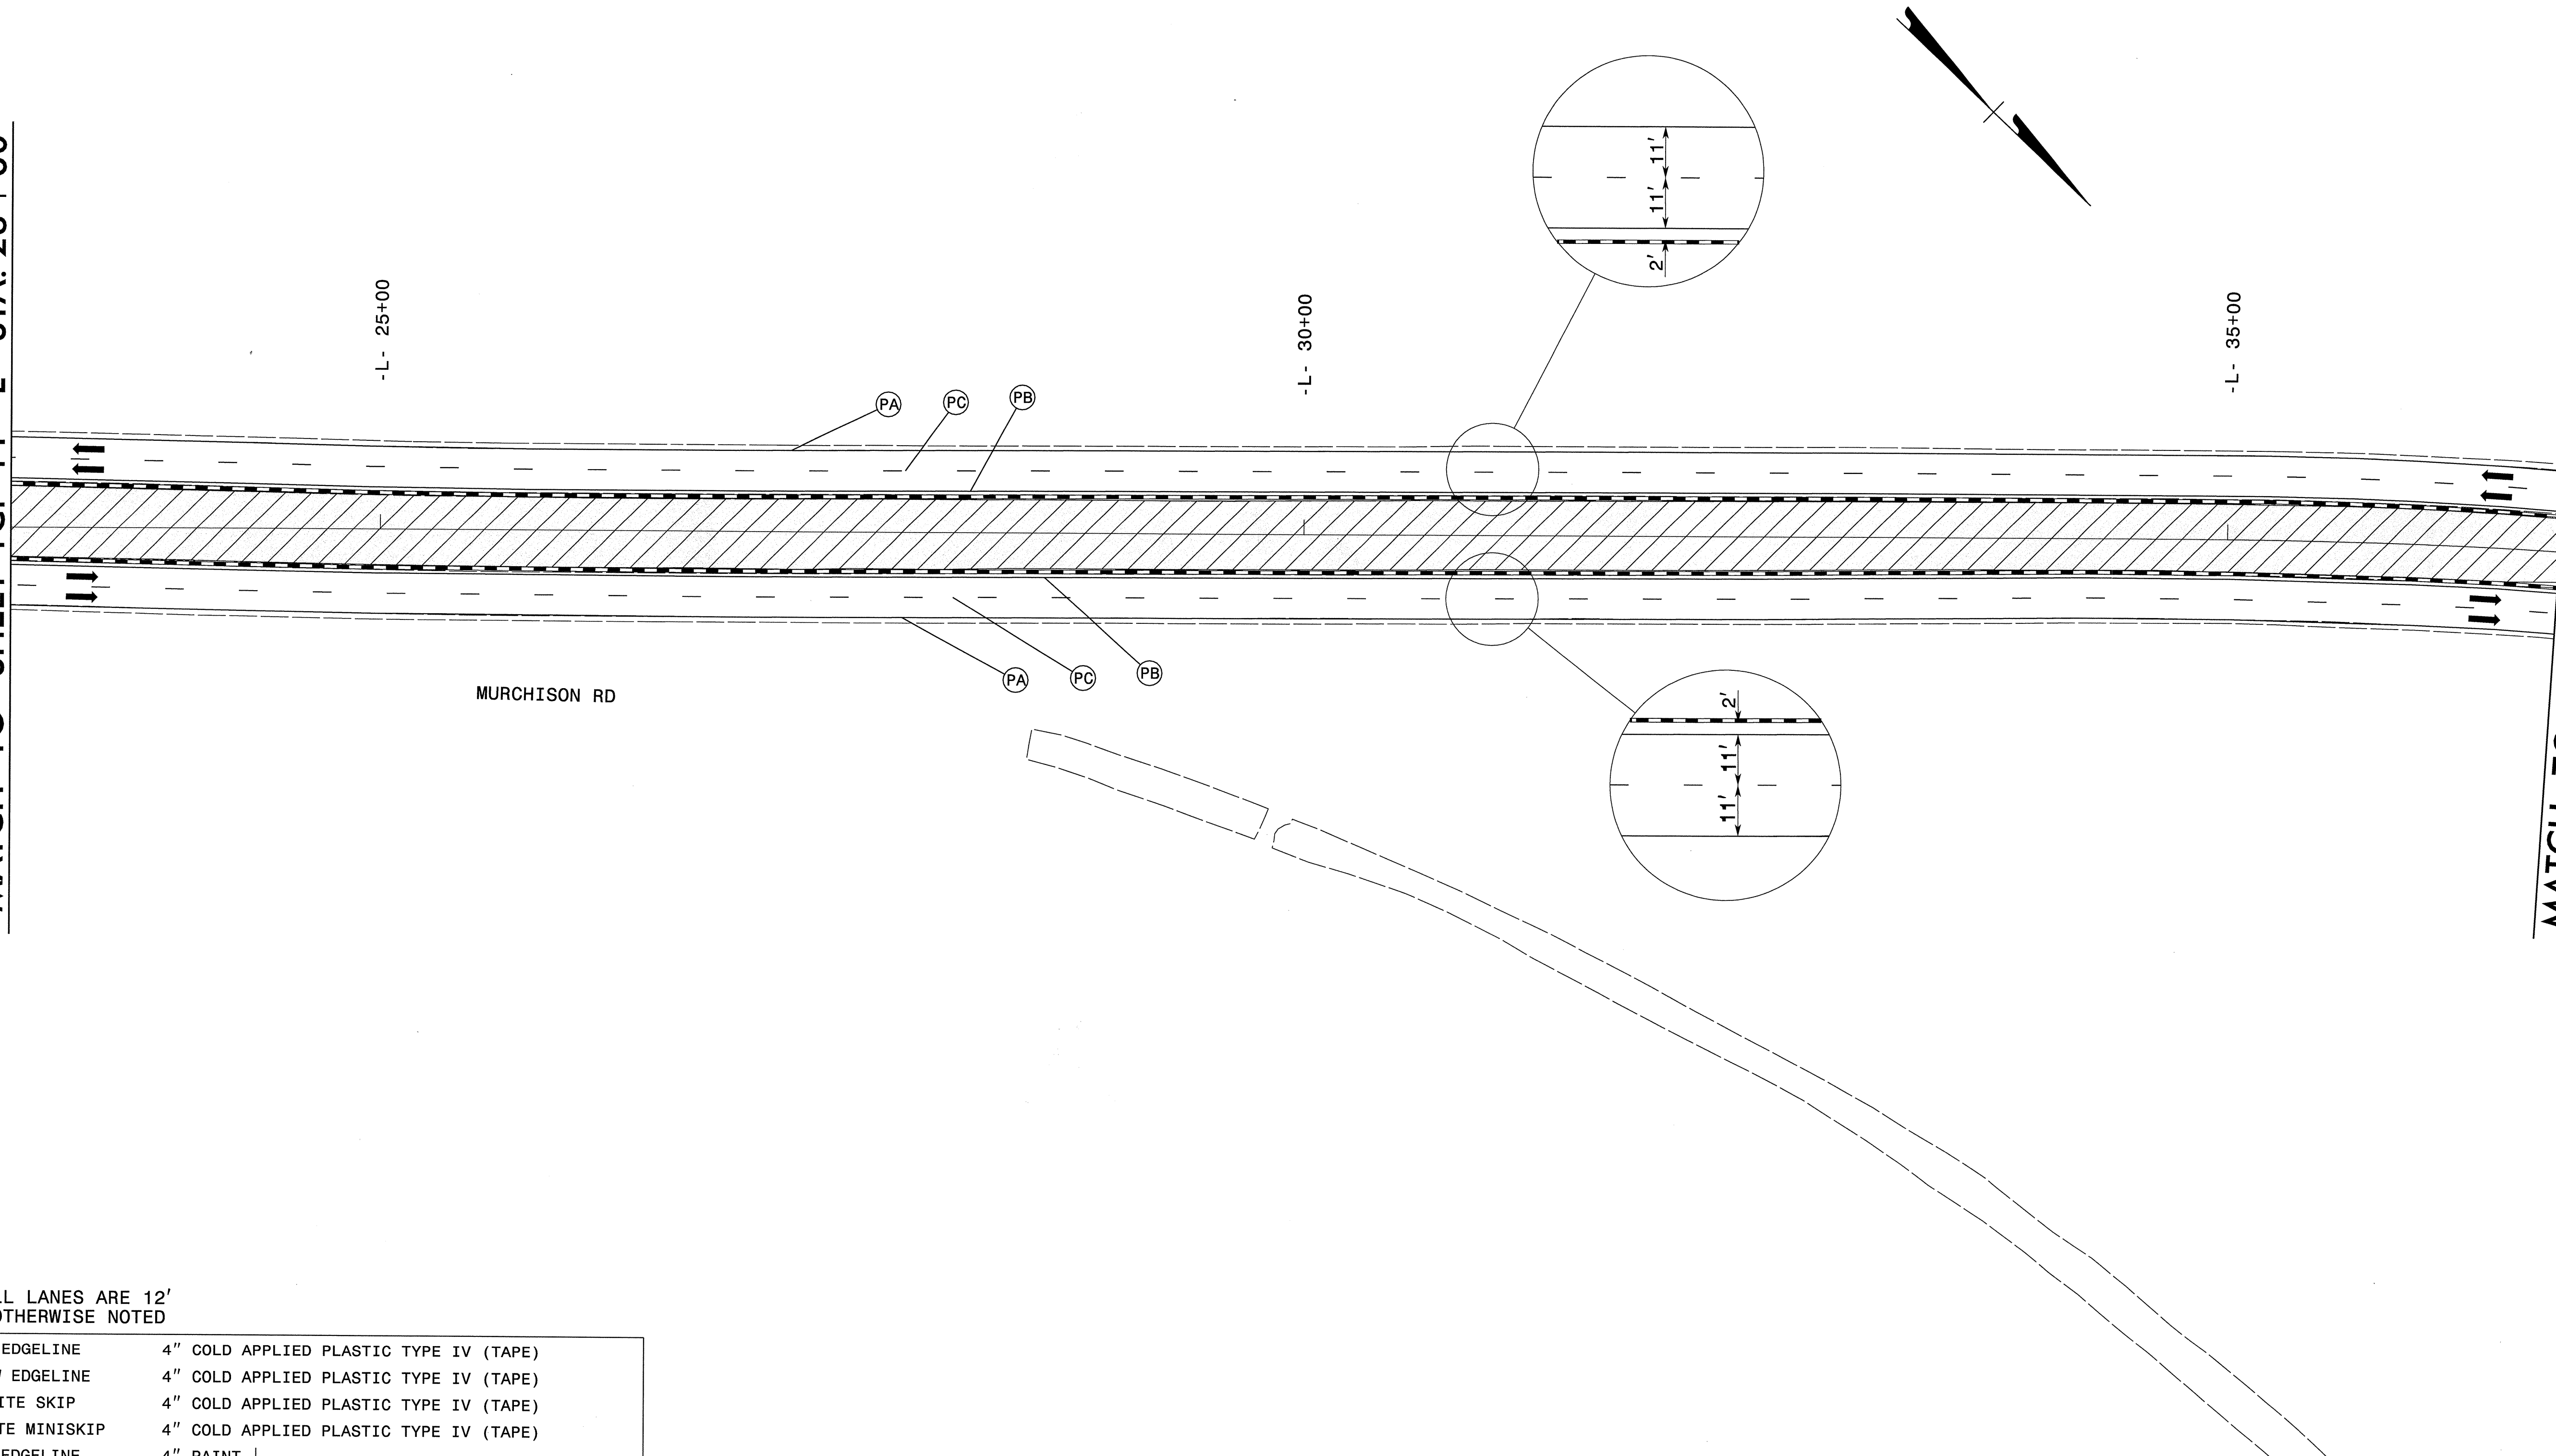 11'
11'
2'
-L- 25+00
-L- 30+00
-L- 35+00
PA
PC
PB
PA
PC
PB
MURCHISON RD
2'
11'
11'
LANES ARE 12'
OTHERWISE NOTED
EDGELINE 4" COLD APPLIED PLASTIC TYPE IV (TAPE)
EDGELINE 4" COLD APPLIED PLASTIC TYPE IV (TAPE)
SKIP 4" COLD APPLIED PLASTIC TYPE IV (TAPE)
MINISKIP 4" COLD APPLIED PLASTIC TYPE IV (TAPE)
EDGELINE 4" PAINT